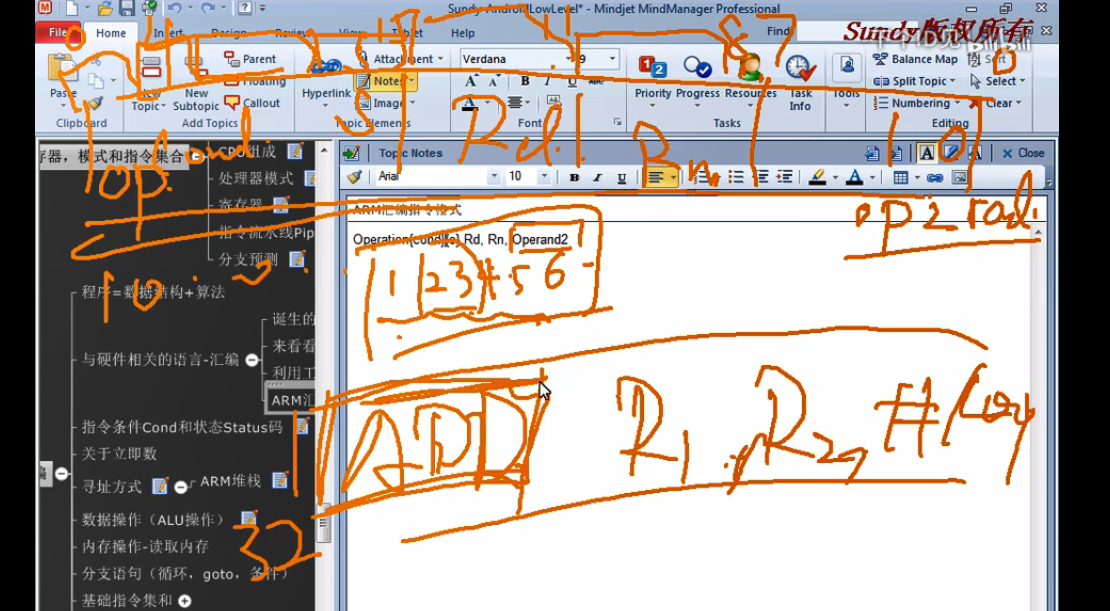 Sundy-AndroidLowLevel* - Mindjet MindManager Professional
Sundy版权所有
File Home Insert Design Review View Tablet Help Find
Paste
Clipboard
New Topic
New Subtopic
Parent
Floating
Callout
Add Topics
Hyperlink
Attachment
Notes
Image
Topic Elements
Verdana 9
Font
Priority Progress Resources Task Info
Tasks
Tools
Balance Map
Split Topic
Numbering
Sort
Select
Clear
Editing
存器，模式和指令集合
CPU组成
处理器模式
寄存器
指令流水线Pip
分支预测
程序=数据结构+算法
诞生的
与硬件相关的语言-汇编
来看看
利用工
ARM汇
指令条件Cond和状态Status码
关于立即数
寻址方式
ARM堆栈
数据操作（ALU操作）
内存操作-读取内存
分支语句（循环，goto，条件）
基础指令集和
Topic Notes
Close
Arial 10 B I U
ARM汇编指令格式
Operation{cond}{s} Rd, Rn, Operand2
op
cond
Rd
Rn
op2
1 2 3 4 5 6
10
ADD R1, R2, #
32